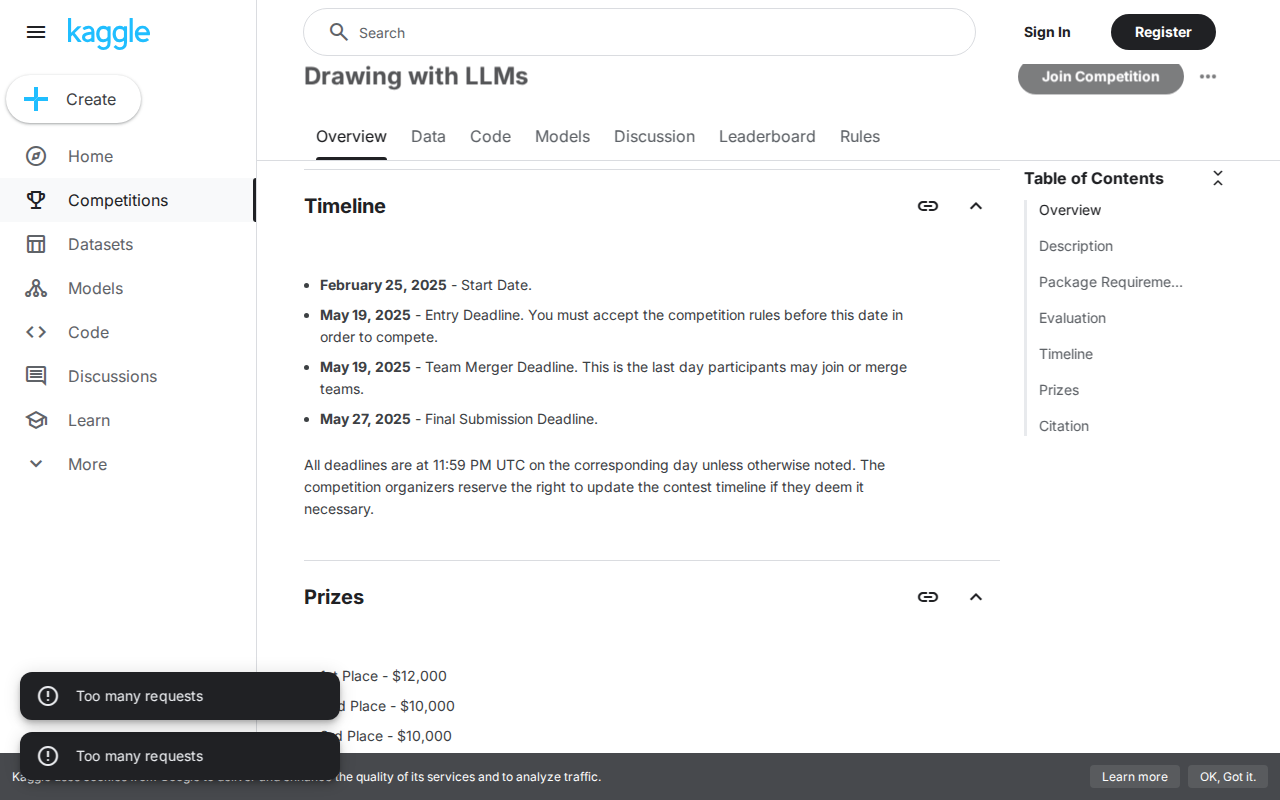 kaggle
Search
Sign In
Register
Create
Home
Competitions
Datasets
Models
Code
Discussions
Learn
More
Drawing with LLMs
Join Competition
Overview
Data
Code
Models
Discussion
Leaderboard
Rules
Timeline
February 25, 2025 - Start Date.
May 19, 2025 - Entry Deadline. You must accept the competition rules before this date in
order to compete.
May 19, 2025 - Team Merger Deadline. This is the last day participants may join or merge
teams.
May 27, 2025 - Final Submission Deadline.
All deadlines are at 11:59 PM UTC on the corresponding day unless otherwise noted. The
competition organizers reserve the right to update the contest timeline if they deem it
necessary.
Prizes
Place - $12,000
Place - $10,000
Place - $10,000
Table of Contents
Overview
Description
Package Requireme...
Evaluation
Timeline
Prizes
Citation
Too many requests
Too many requests
the quality of its services and to analyze traffic.
Learn more
OK, Got it.